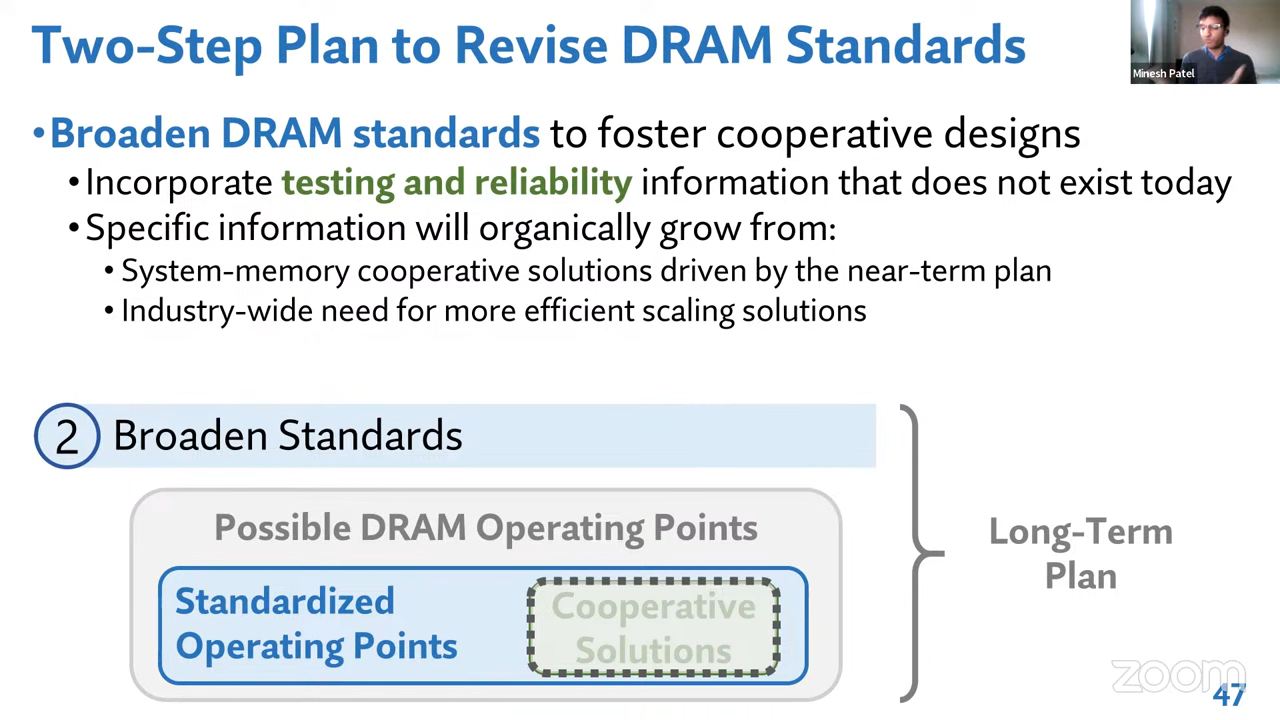 Two-Step Plan to Revise DRAM Standards
Minesh Patel
•Broaden DRAM standards to foster cooperative designs
•Incorporate testing and reliability information that does not exist today
•Specific information will organically grow from:
•System-memory cooperative solutions driven by the near-term plan
•Industry-wide need for more efficient scaling solutions
2 Broaden Standards
Possible DRAM Operating Points
Standardized
Operating Points
Cooperative
Solutions
Long-Term
Plan
zoom
47